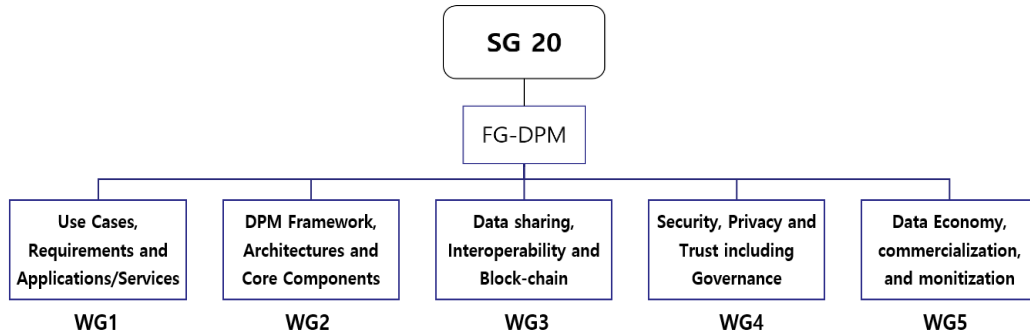 SG 20
FG-DPM
Use Cases,
Requirements and
Applications/Services
WG1
DPM Framework,
Architectures and
Core Components
WG2
Data sharing,
Interoperability and
Block-chain
WG3
Security, Privacy and
Trust including
Governance
WG4
Data Economy,
commercialization,
and monitization
WG5